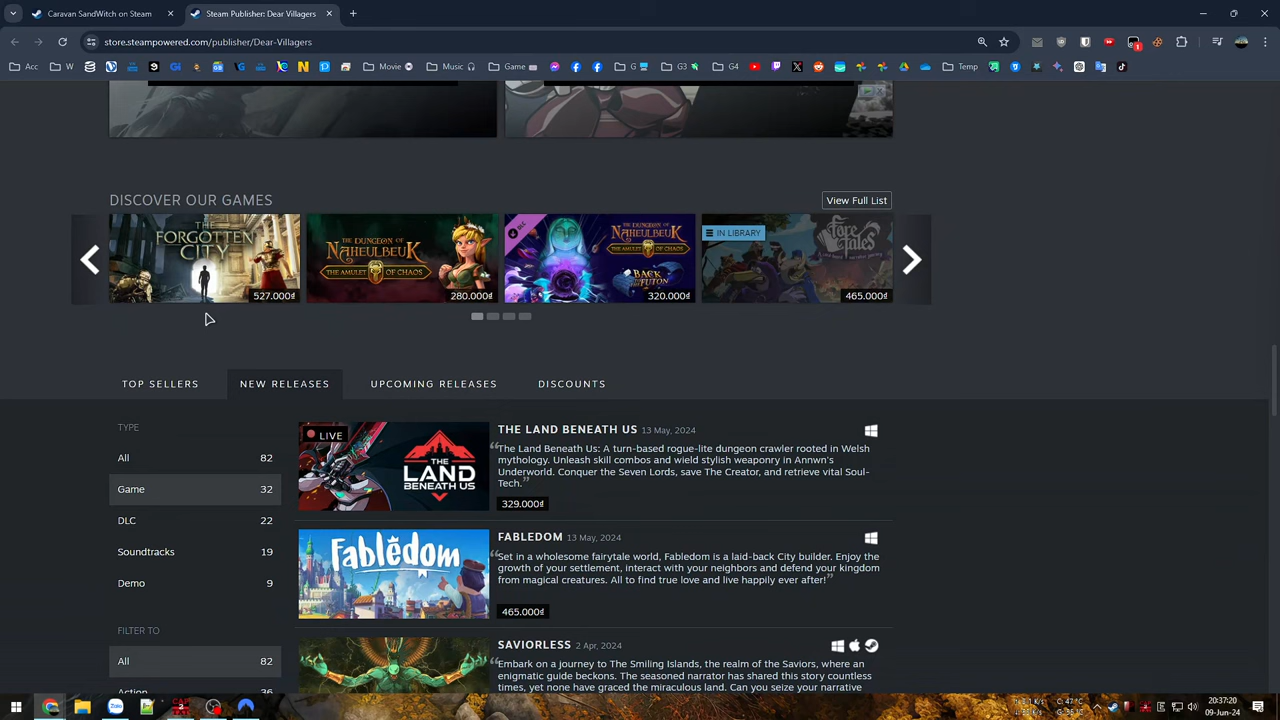 Caravan SandWitch on Steam
Steam Publisher: Dear Villagers
store.steampowered.com/publisher/Dear-Villagers
Acc
W
Movie
Music
Game
G
G3
G4
Temp
DISCOVER OUR GAMES
View Full List
THE FORGOTTEN CITY
527.000₫
THE DUNGEON OF NAHEULBEUK
THE AMULET OF CHAOS
280.000₫
DLC
THE DUNGEON OF NAHEULBEUK
THE AMULET OF CHAOS
BACK TO THE FUTON
320.000₫
IN LIBRARY
foretales
465.000₫
TOP SELLERS
NEW RELEASES
UPCOMING RELEASES
DISCOUNTS
TYPE
All 82
Game 32
DLC 22
Soundtracks 19
Demo 9
FILTER TO
All 82
Action 36
LIVE
THE LAND BENEATH US
THE LAND BENEATH US 13 May, 2024
“The Land Beneath Us: A turn-based rogue-lite dungeon crawler rooted in Welsh
mythology. Unleash skill combos and wield stylish weaponry in Annwn's
Underworld. Conquer the Seven Lords, save The Creator, and retrieve vital Soul-
Tech.”
329.000₫
Fabledom
FABLEDOM 13 May, 2024
“Set in a wholesome fairytale world, Fabledom is a laid-back City builder. Enjoy the
growth of your settlement, interact with your neighbors and defend your kingdom
from magical creatures. All to find true love and live happily ever after!”
465.000₫
SAVIORLESS 2 Apr, 2024
“Embark on a journey to The Smiling Islands, the realm of the Saviors, where an
enigmatic guide beckons. The seasoned narrator has shared this story countless
times, yet none have graced the miraculous land. Can you seize your narrative
20:37:20
09-Jun-24